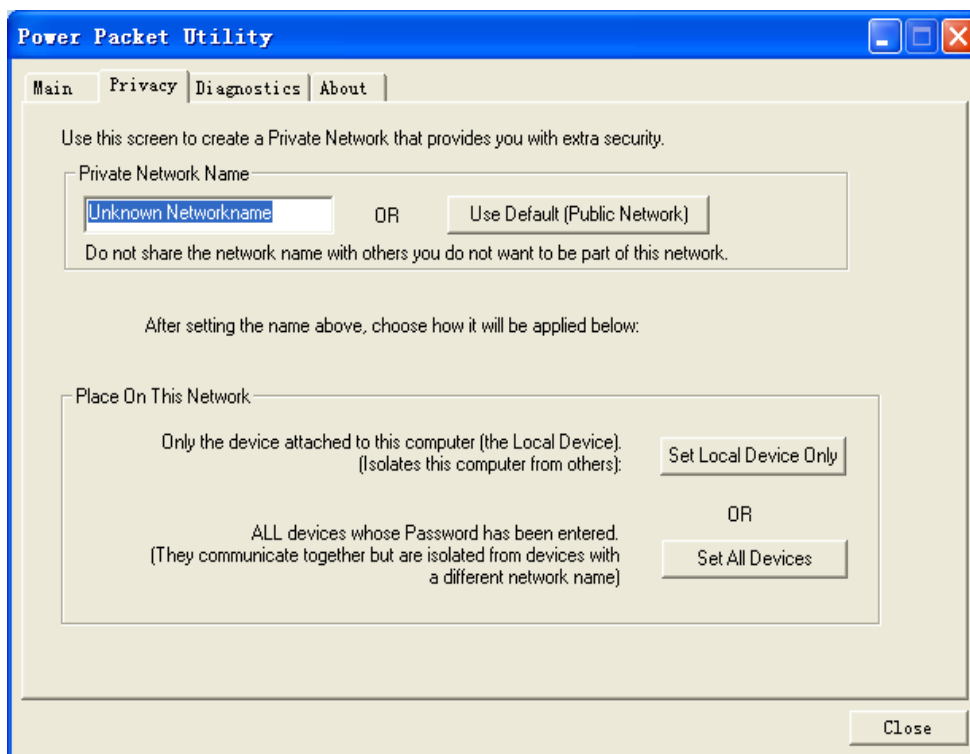 Power Packet Utility
Main Privacy Diagnostics About
Use this screen to create a Private Network that provides you with extra security.
Private Network Name
Unknown Networkname OR Use Default (Public Network)
Do not share the network name with others you do not want to be part of this network.
After setting the name above, choose how it will be applied below:
Place On This Network
Only the device attached to this computer (the Local Device).
(Isolates this computer from others):
Set Local Device Only
OR
ALL devices whose Password has been entered.
(They communicate together but are isolated from devices with
a different network name)
Set All Devices
Close